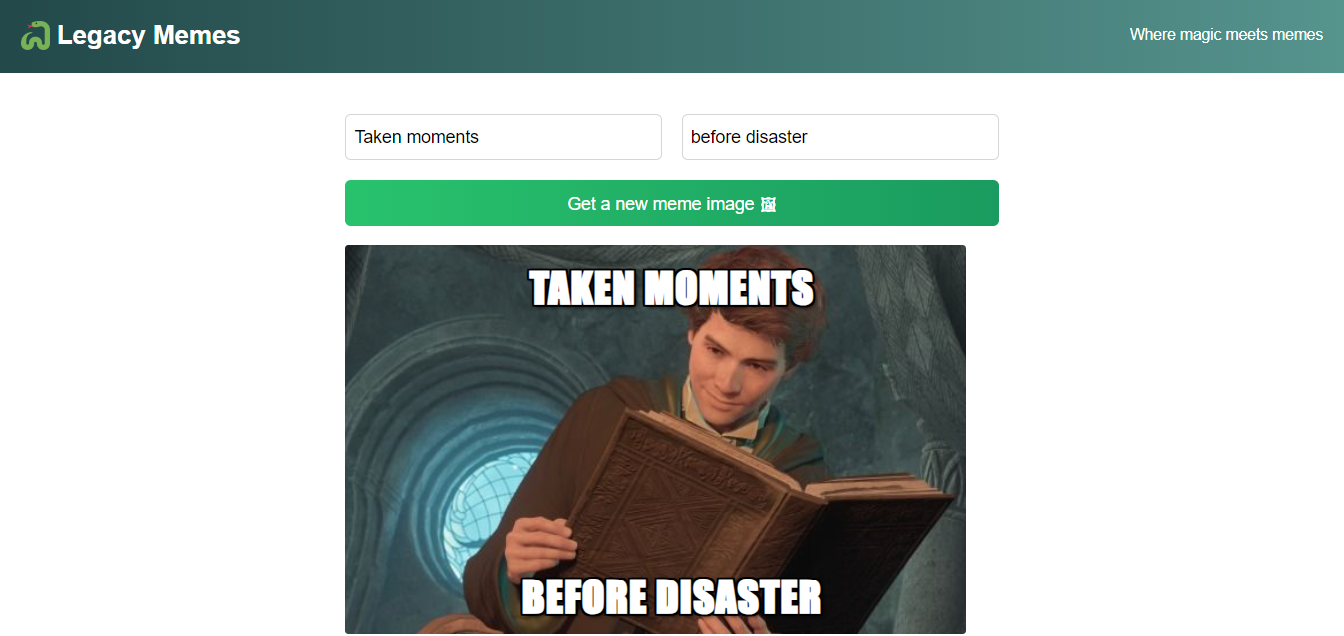 Legacy Memes
Where magic meets memes
Taken moments
before disaster
Get a new meme image
TAKEN MOMENTS
BEFORE DISASTER